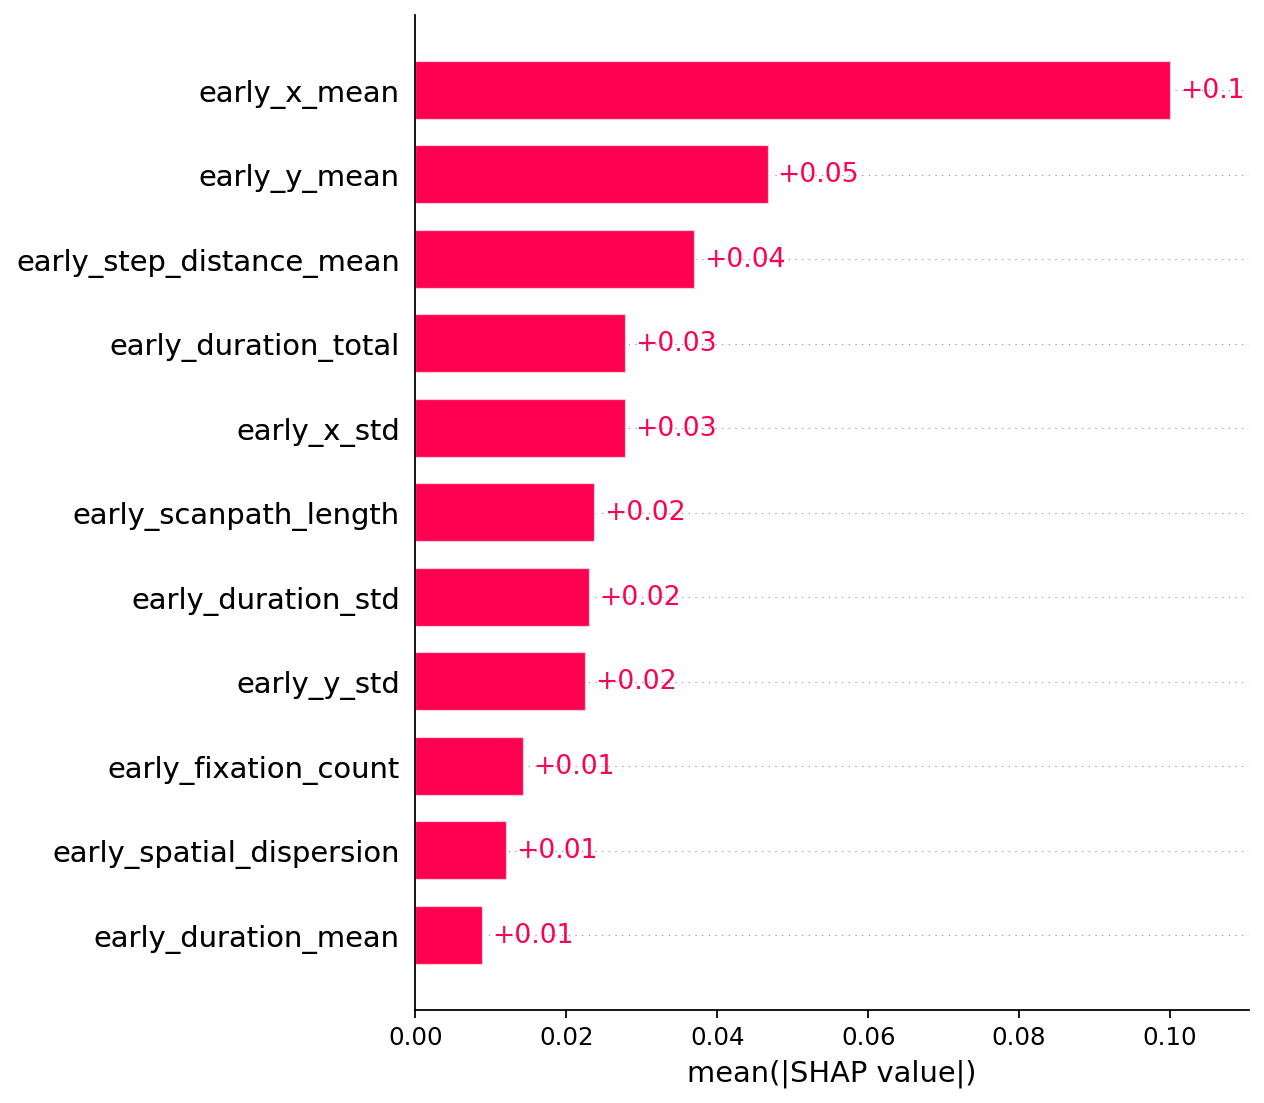 early_x_mean +0.1
early_y_mean +0.05
early_step_distance_mean +0.04
early_duration_total +0.03
early_x_std +0.03
early_scanpath_length +0.02
early_duration_std +0.02
early_y_std +0.02
early_fixation_count +0.01
early_spatial_dispersion +0.01
early_duration_mean +0.01
0.00 0.02 0.04 0.06 0.08 0.10
mean(|SHAP value|)